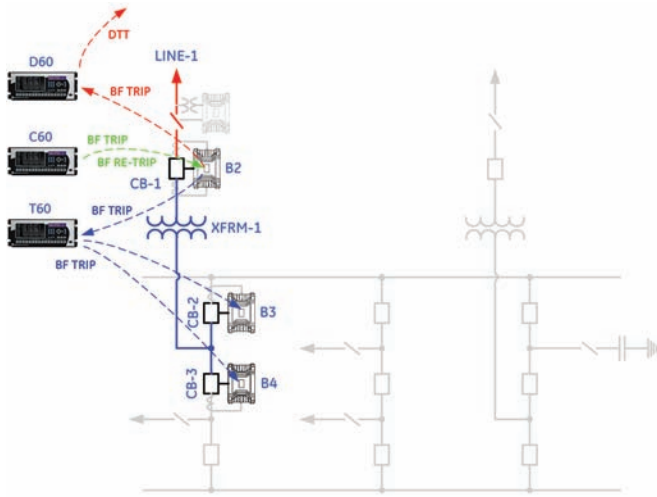 DTT
D60
LINE-1
BF TRIP
C60
BF TRIP
BF RE-TRIP
B2
CB-1
T60
BF TRIP
XFRM-1
BF TRIP
CB-2
B3
CB-3
B4